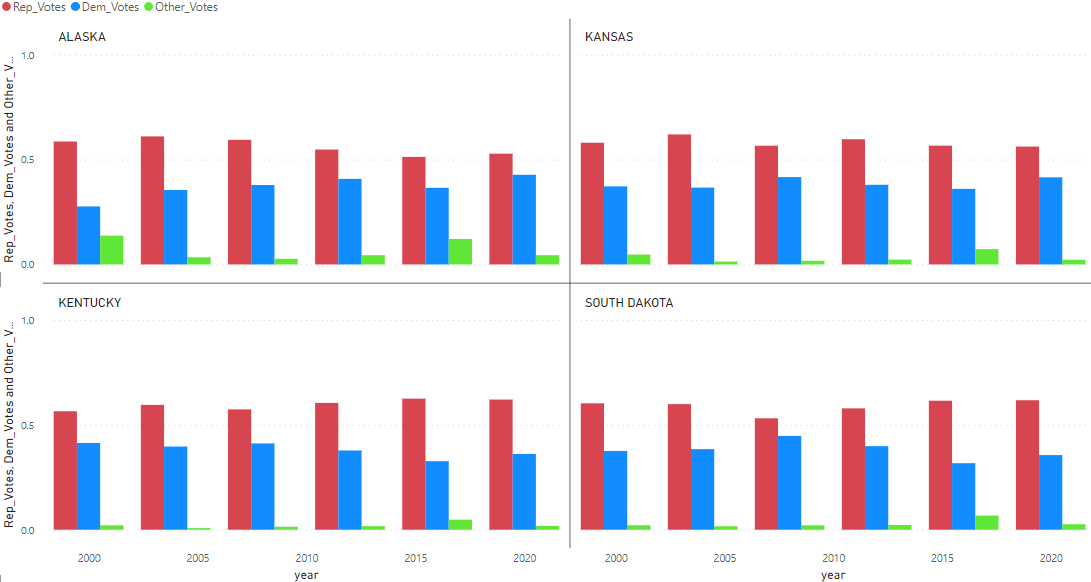 Rep_Votes Dem_Votes Other_Votes
ALASKA
KANSAS
1.0
0.5
0.0
Rep_Votes, Dem_Votes and Other_V...
KENTUCKY
SOUTH DAKOTA
1.0
0.5
0.0
Rep_Votes, Dem_Votes and Other_V...
2000 2005 2010 2015 2020
2000 2005 2010 2015 2020
year
year